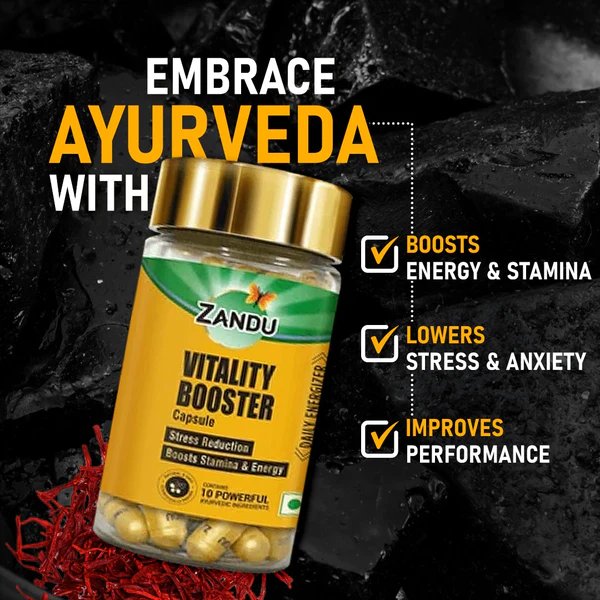 EMBRACE
AYURVEDA
WITH
BOOSTS
ENERGY & STAMINA
LOWERS
STRESS & ANXIETY
IMPROVES
PERFORMANCE
ZANDU
VITALITY
BOOSTER
Capsule
Stress Reduction
Boosts Stamina & Energy
CONTAINS
10 POWERFUL
AYURVEDIC INGREDIENTS
DAILY ENERGIZER